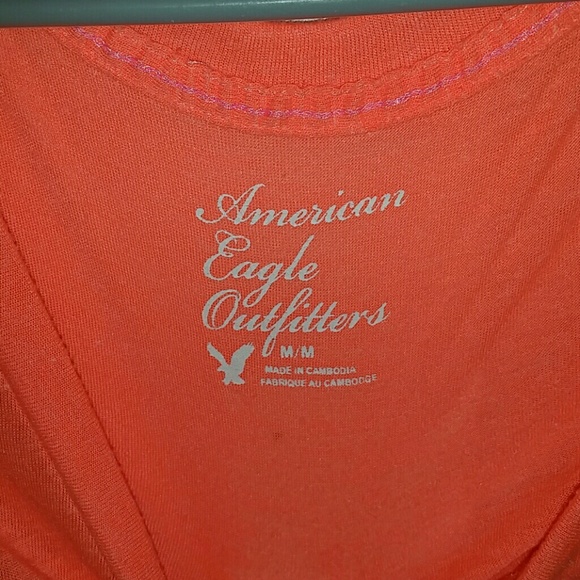 American
Eagle
Outfitters
M/M
MADE IN CAMBODIA
FABRIQUE AU CAMBODGE